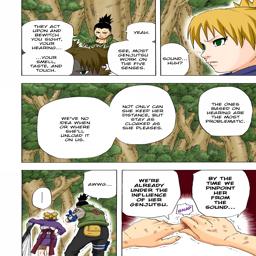 THEY ACT
UPON AND
BEWITCH
YOU SIGHT,
YOUR
HEARING...
...YOUR
SMELL,
TASTE, AND
TOUCH.
YEAH.
SEE, MOST
GENJUTSU
WORK ON
THE FIVE
SENSES.
SOUND...
HUH?
THE ONES
BASED ON
HEARING ARE
THE MOST
PROBLEMATIC.
NOT ONLY CAN
SHE KEEP HER
DISTANCE, BUT
STAY AS
CLOAKED AS
SHE PLEASES.
WE'VE NO
IDEA WHEN
OR WHERE
SHE'LL
UNLOAD IT
ON US.
BY THE
TIME WE
PINPOINT
HER
FROM
THE
SOUND...
WE'RE
ALREADY
UNDER THE
INFLUENCE
OF HER
GENJUTSU.
AWWG...